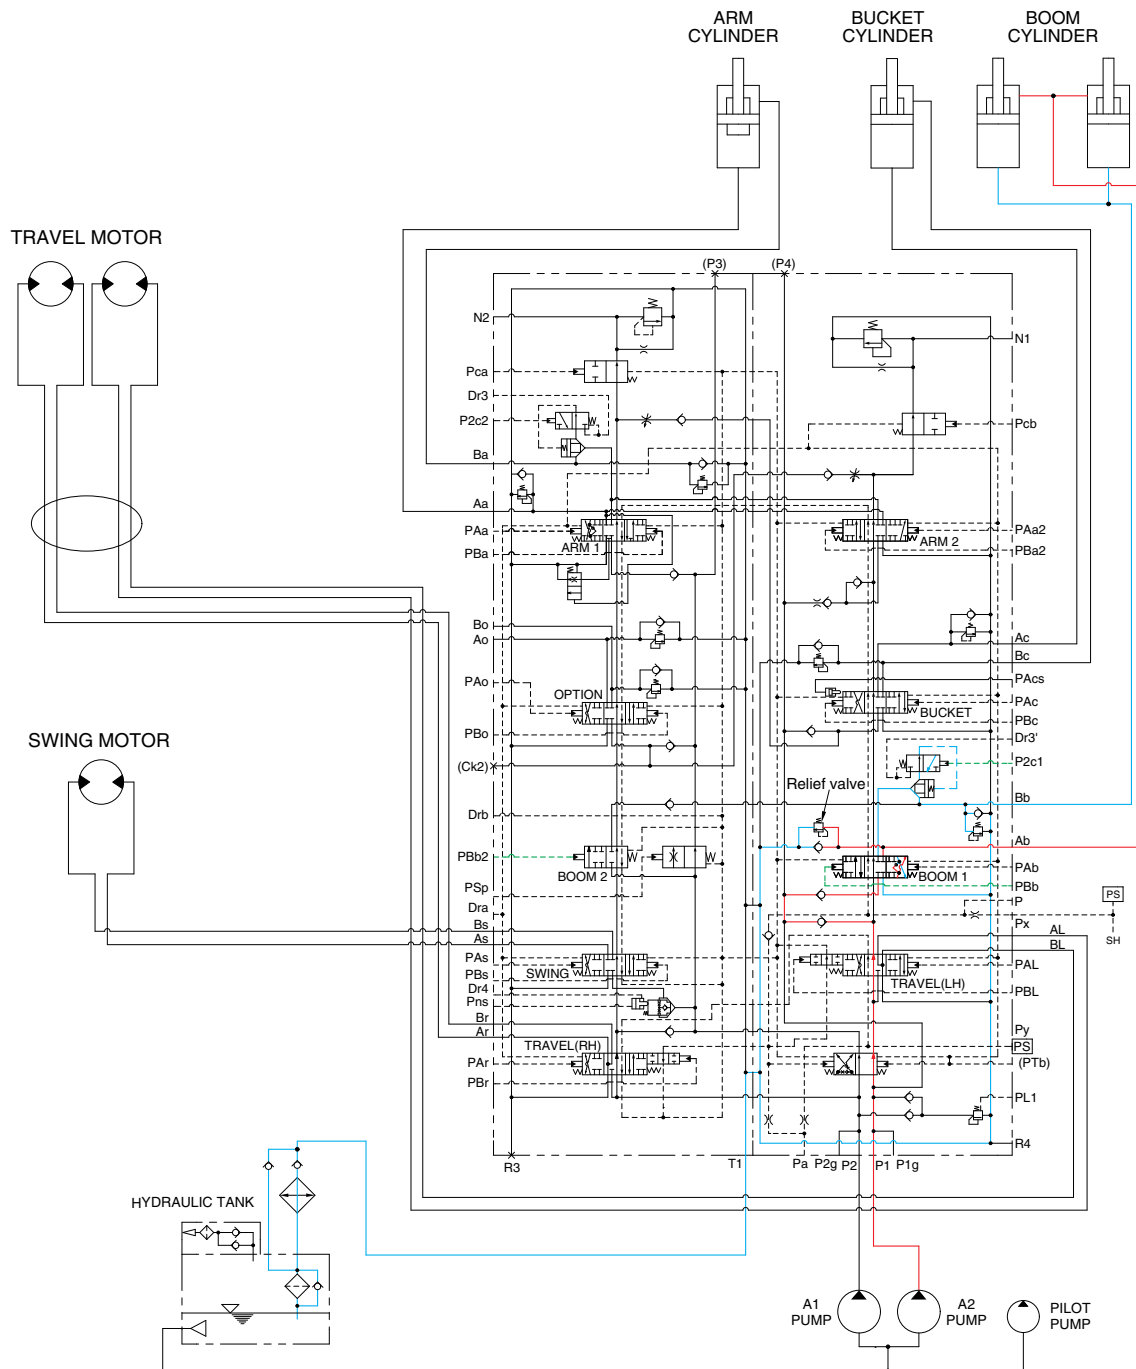 ARM
CYLINDER
BUCKET
CYLINDER
BOOM
CYLINDER
TRAVEL MOTOR
(P3)
(P4)
N2
N1
Pca
Dr3
P2c2
Pcb
Ba
Aa
PAa
ARM 1
PBa
ARM 2
PAa2
PBa2
Bo
Ao
Ac
Bc
PAo
OPTION
PAcs
PAc
BUCKET
PBc
PBo
Dr3'
SWING MOTOR
(Ck2)
P2c1
Relief valve
Bb
Drb
Ab
PBb2
BOOM 2
BOOM 1
PAb
PBb
PSp
P
PS
Dra
Px
Bs
AL
SH
As
BL
PAs
SWING
PAL
PBs
TRAVEL(LH)
Dr4
PBL
Pns
Br
Ar
Py
TRAVEL(RH)
PS
PAr
(PTb)
PBr
PL1
R4
R3
T1
Pa
P2g
P2
P1
P1g
HYDRAULIC TANK
A1
PUMP
A2
PUMP
PILOT
PUMP